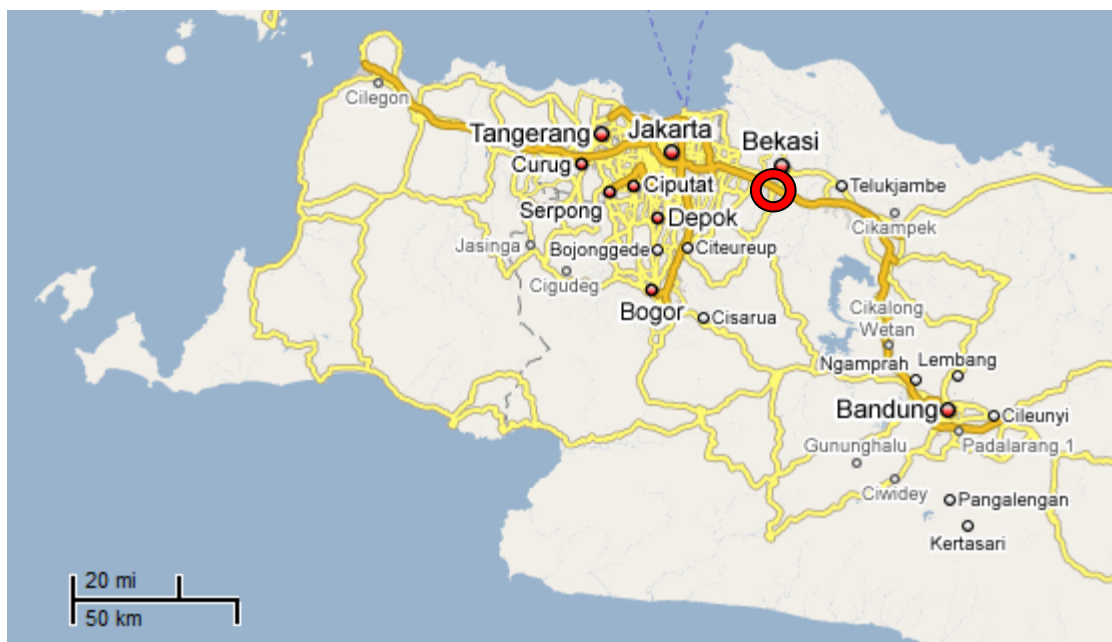 Cilegon
Tangerang
Jakarta
Bekasi
Curug
Ciputat
Telukjambe
Serpong
Depok
Cikampek
Jasinga
Bojonggede
Citeureup
Cigudeg
Bogor
Cisarua
Cikalong
Wetan
Ngamprah
Lembang
Bandung
Cileunyi
Gununghalu
Padalarang 1
Ciwidey
Pangalengan
Kertasari
20 mi
50 km